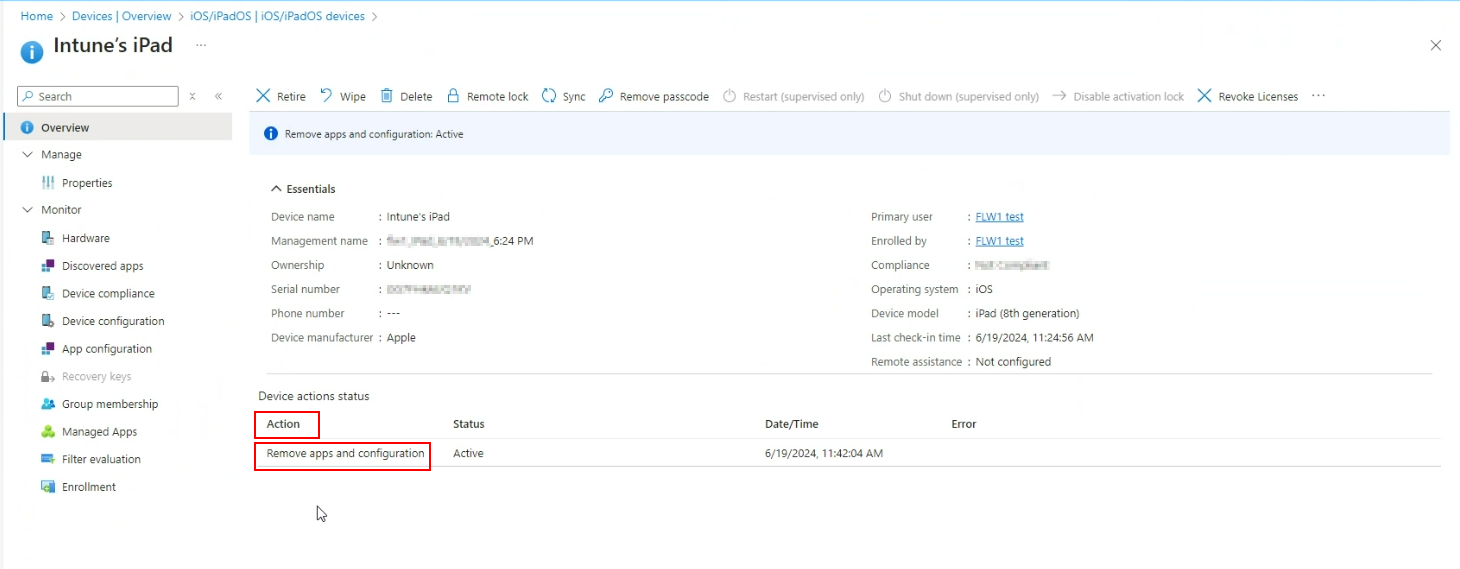 Home > Devices | Overview > iOS/iPadOS | iOS/iPadOS devices >
Intune's iPad ...
Search
Retire Wipe Delete Remote lock Sync Remove passcode Restart (supervised only) Shut down (supervised only) Disable activation lock Revoke Licenses ...
Overview
Manage
Properties
Monitor
Hardware
Discovered apps
Device compliance
Device configuration
App configuration
Recovery keys
Group membership
Managed Apps
Filter evaluation
Enrollment
Remove apps and configuration: Active
Essentials
Device name : Intune's iPad
Management name : 6:24 PM
Ownership : Unknown
Serial number :
Phone number : ---
Device manufacturer : Apple
Primary user : FLW1 test
Enrolled by : FLW1 test
Compliance :
Operating system : iOS
Device model : iPad (8th generation)
Last check-in time : 6/19/2024, 11:24:56 AM
Remote assistance : Not configured
Device actions status
Action Status Date/Time Error
Remove apps and configuration Active 6/19/2024, 11:42:04 AM